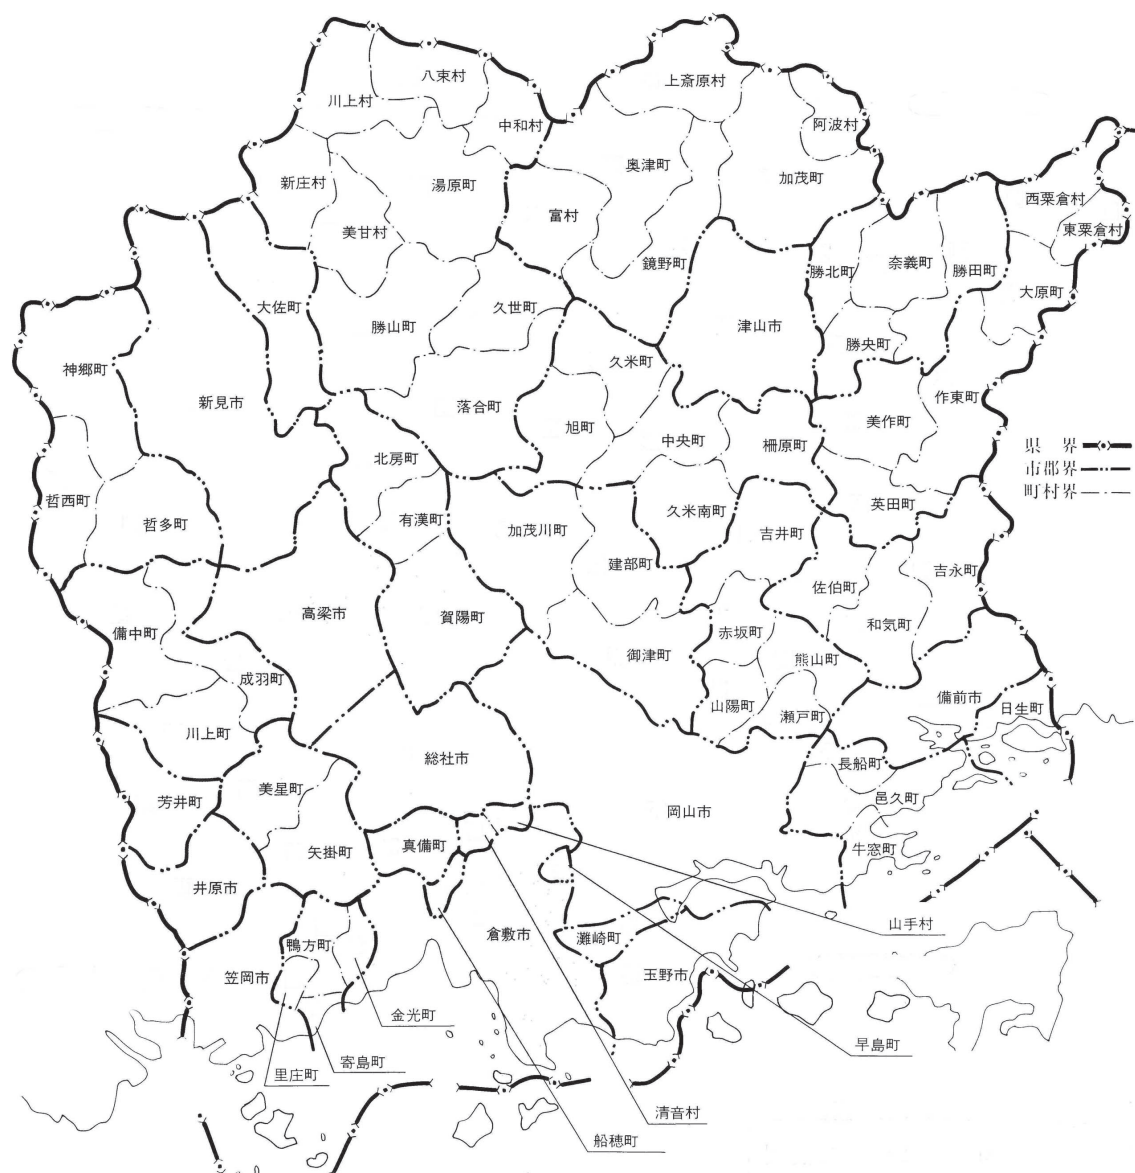 八束村
上斎原村
川上村
中和村
阿波村
奥津町
新庄村
湯原町
加茂町
西粟倉村
富村
東粟倉村
美甘村
鏡野町
勝北町
奈義町
勝田町
大原町
大佐町
久世町
勝山町
津山市
勝央町
久米町
神郷町
新見市
落合町
作東町
旭町
美作町
中央町
柵原町
県界
北房町
市郡界
町村界
哲西町
久米南町
英田町
哲多町
有漢町
加茂川町
吉井町
建部町
吉永町
佐伯町
高梁市
賀陽町
和気町
備中町
赤坂町
御津町
熊山町
成羽町
備前市
山陽町
日生町
瀬戸町
川上町
総社市
長船町
美星町
芳井町
邑久町
岡山市
真備町
矢掛町
牛窓町
井原市
山手村
倉敷市
灘崎町
鴨方町
笠岡市
玉野市
金光町
早島町
寄島町
里庄町
清音村
船穂町